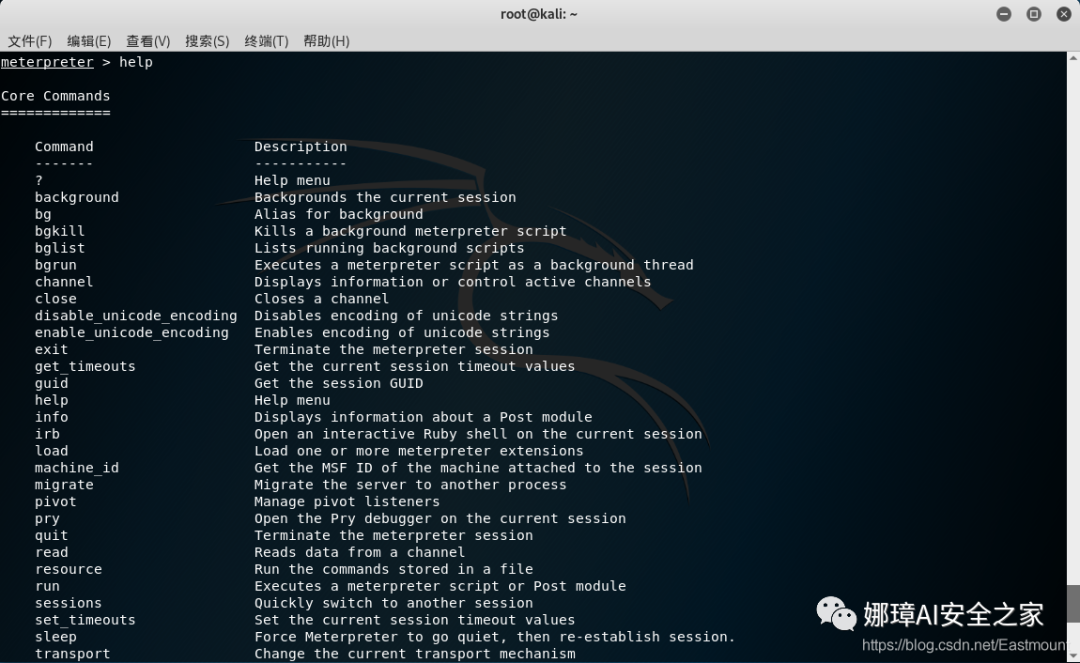 root@kali: ~
文件(F) 编辑(E) 查看(V) 搜索(S) 终端(T) 帮助(H)
meterpreter > help
Core Commands
=============
Command Description
------- -----------
? Help menu
background Backgrounds the current session
bg Alias for background
bgkill Kills a background meterpreter script
bglist Lists running background scripts
bgrun Executes a meterpreter script as a background thread
channel Displays information or control active channels
close Closes a channel
disable_unicode_encoding Disables encoding of unicode strings
enable_unicode_encoding Enables encoding of unicode strings
exit Terminate the meterpreter session
get_timeouts Get the current session timeout values
guid Get the session GUID
help Help menu
info Displays information about a Post module
irb Open an interactive Ruby shell on the current session
load Load one or more meterpreter extensions
machine_id Get the MSF ID of the machine attached to the session
migrate Migrate the server to another process
pivot Manage pivot listeners
pry Open the Pry debugger on the current session
quit Terminate the meterpreter session
read Reads data from a channel
resource Run the commands stored in a file
run Executes a meterpreter script or Post module
sessions Quickly switch to another session
set_timeouts Set the current session timeout values
sleep Force Meterpreter to go quiet, then re-establish session.
transport Change the current transport mechanism
娜璋AI安全之家
https://blog.csdn.net/Eastmount